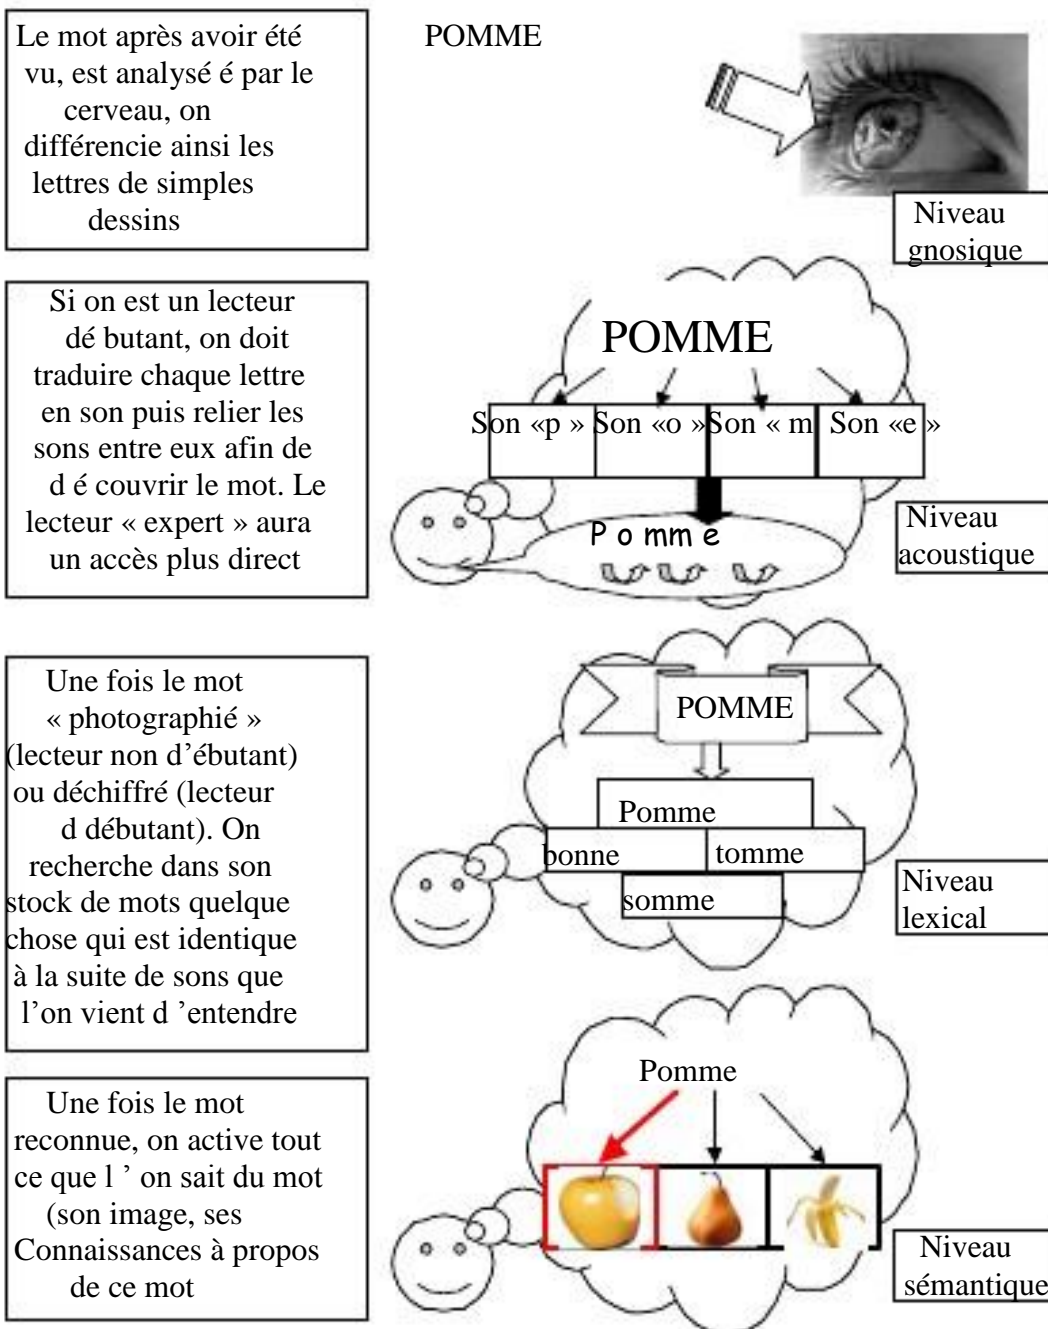 Le mot après avoir été
vu, est analysé é par le
cerveau, on
différencie ainsi les
lettres de simples
dessins
POMME
Niveau
gnosique
Si on est un lecteur
dé butant, on doit
traduire chaque lettre
en son puis relier les
sons entre eux afin de
d é couvrir le mot. Le
lecteur « expert » aura
un accès plus direct
POMME
Son «p » Son «o » Son « m Son «e »
P o mm e
Niveau
acoustique
Une fois le mot
« photographié »
(lecteur non d’ébutant)
ou déchiffré (lecteur
d débutant). On
recherche dans son
stock de mots quelque
chose qui est identique
à la suite de sons que
l’on vient d ’entendre
POMME
Pomme
bonne tomme
somme
Niveau
lexical
Une fois le mot
reconnue, on active tout
ce que l ’ on sait du mot
(son image, ses
Connaissances à propos
de ce mot
Pomme
Niveau
sémantique